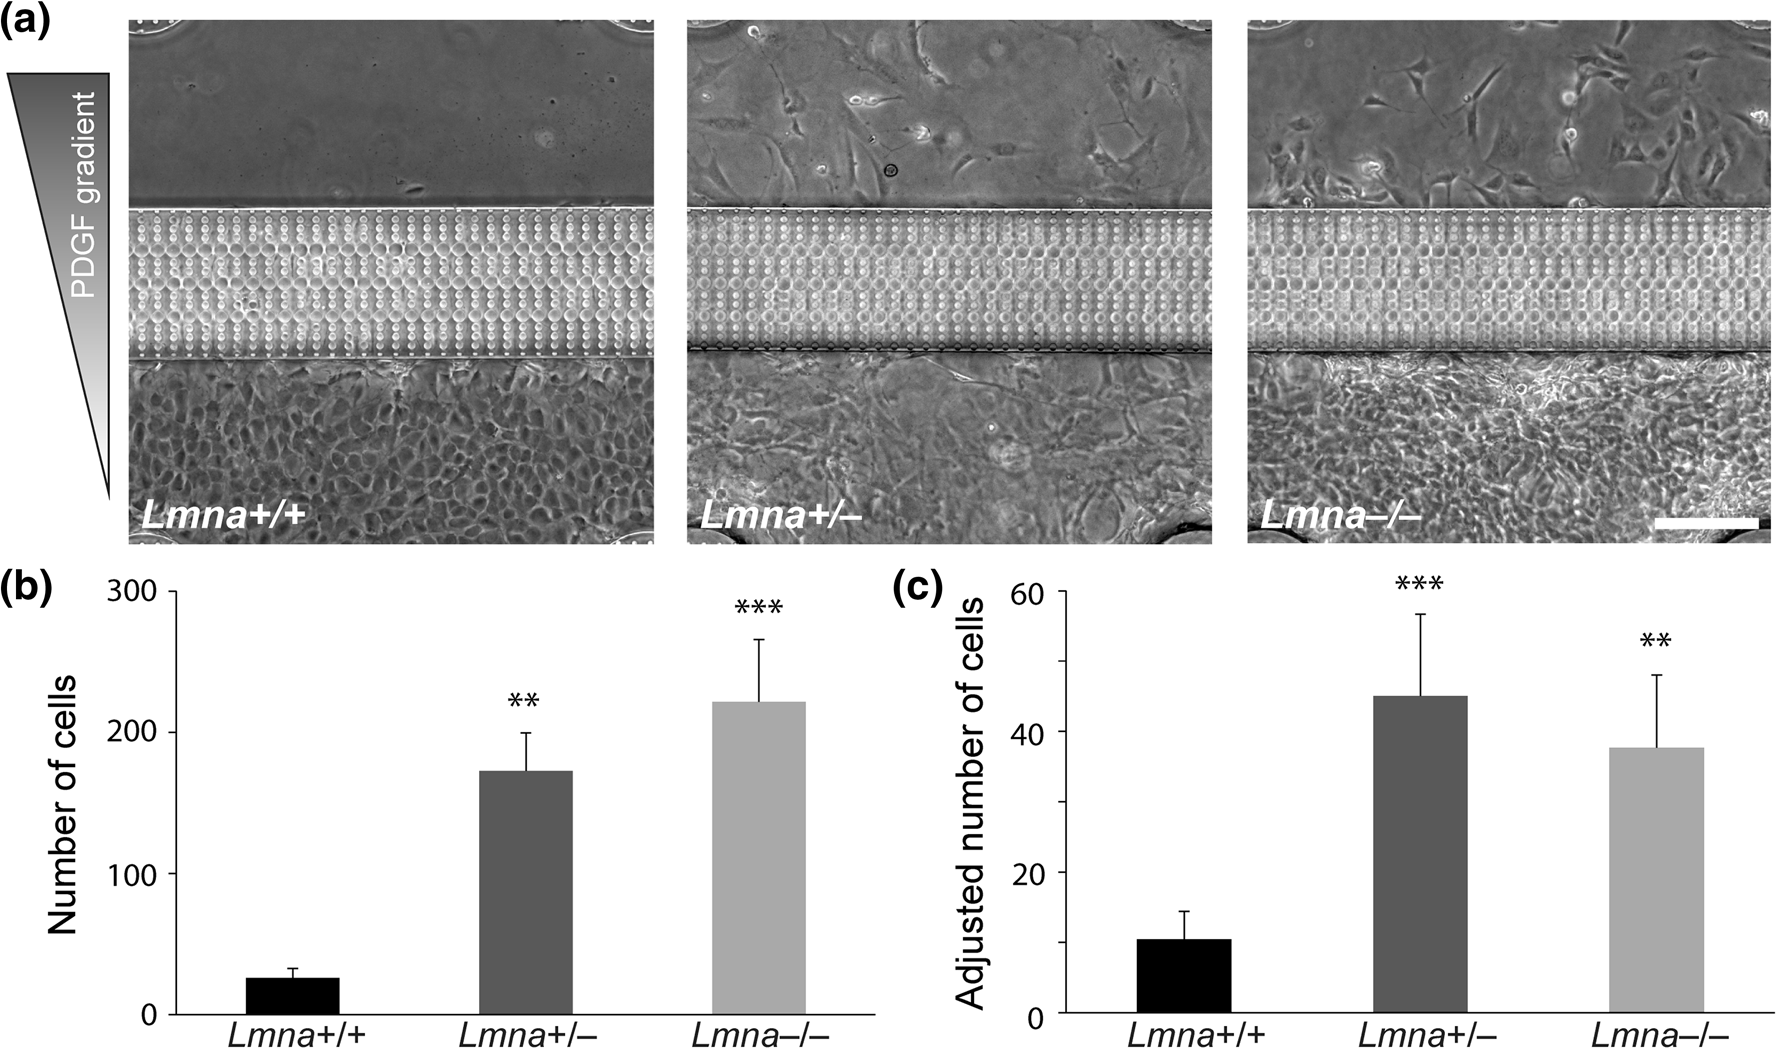 (a)
PDGF gradient
Lmna+/+
Lmna+/–
Lmna–/–
(b)
Number of cells
300
200
100
0
**
***
Lmna+/+
Lmna+/–
Lmna–/–
(c)
Adjusted number of cells
60
40
20
0
***
**
Lmna+/+
Lmna+/–
Lmna–/–